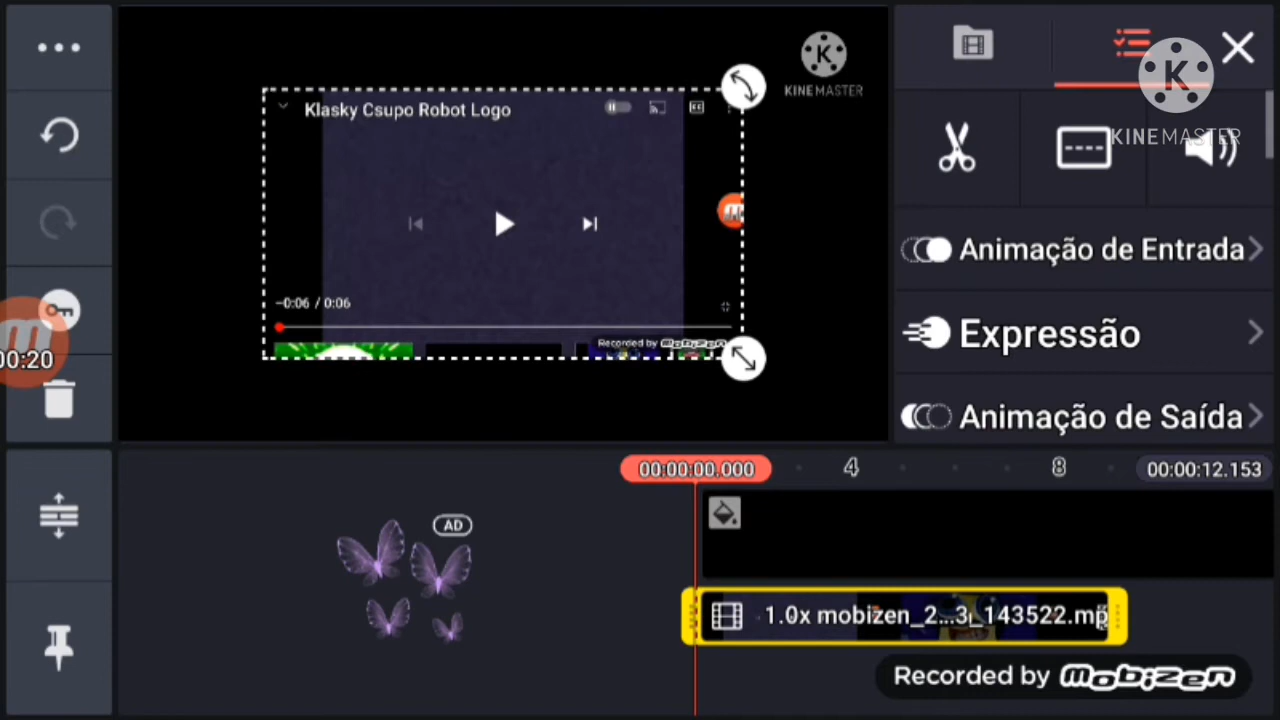 KINEMASTER
KINEMASTER
Klasky Csupo Robot Logo
CC
-0:06 / 0:06
Recorded by mobizen
00:20
Animação de Entrada
Expressão
Animação de Saída
00:00:00.000
4
8
00:00:12.153
AD
1.0x mobizen_2...3_143522.mp
Recorded by mobizen